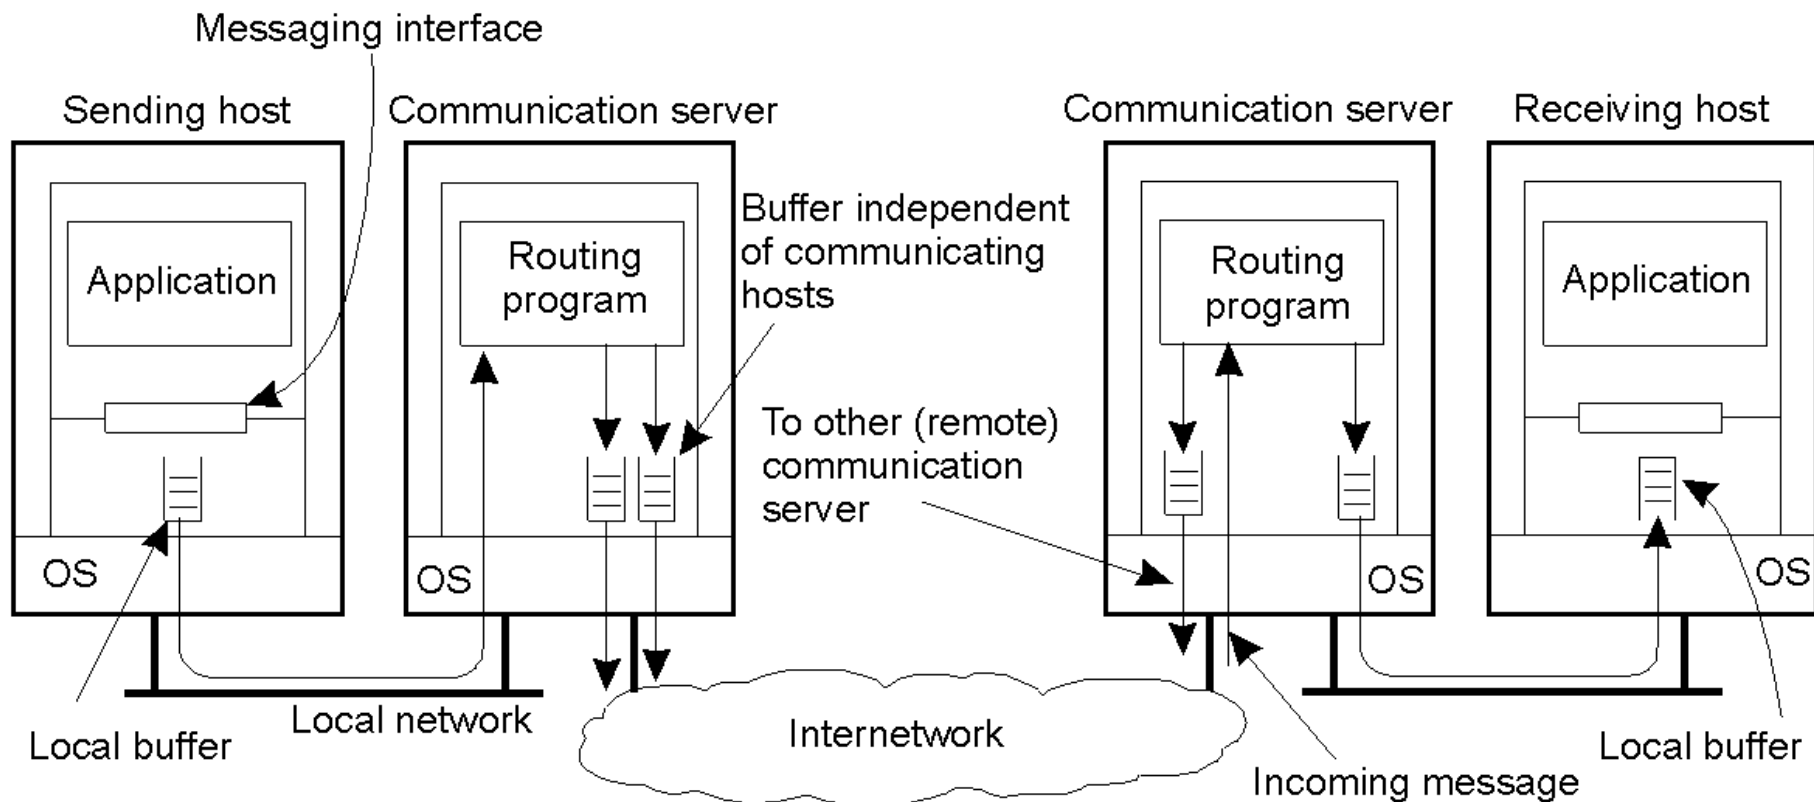 Messaging interface
Sending host
Communication server
Communication server
Receiving host
Application
Routing
program
Buffer independent
of communicating
hosts
Routing
program
Application
To other (remote)
communication
server
OS
OS
OS
OS
Local network
Local buffer
Internetwork
Incoming message
Local buffer